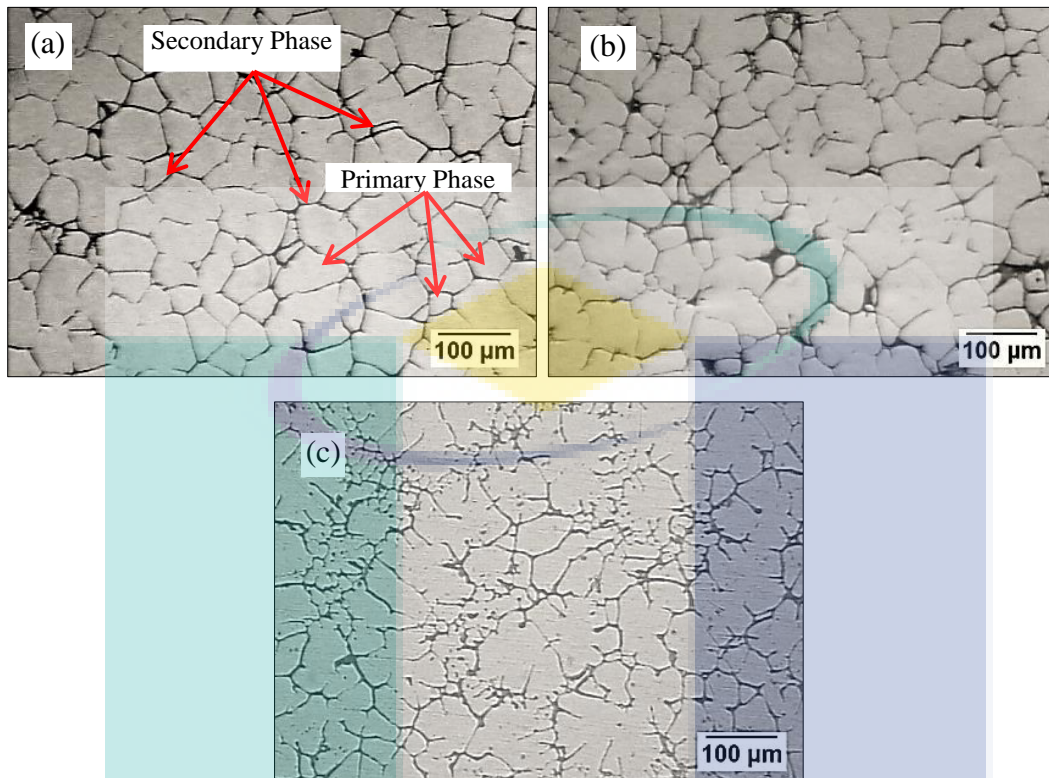 (a)
Secondary Phase
Primary Phase
100 µm
(b)
100 µm
(c)
100 µm